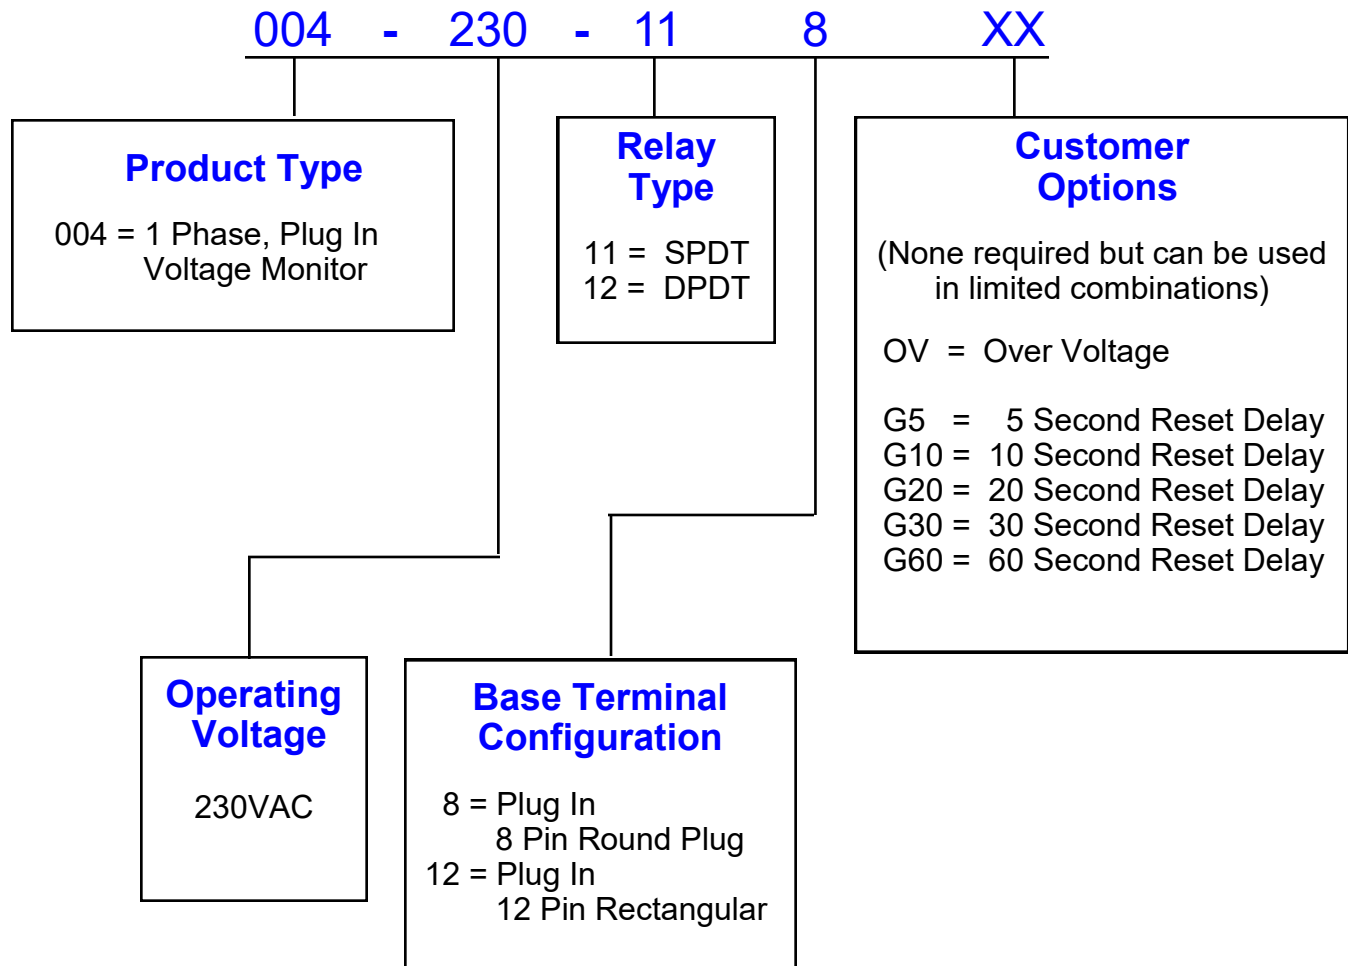 004 - 230 - 11 8 XX
Product Type
004 = 1 Phase, Plug In
Voltage Monitor
Relay
Type
11 = SPDT
12 = DPDT
Customer
Options
(None required but can be used
in limited combinations)
OV = Over Voltage
G5 = 5 Second Reset Delay
G10 = 10 Second Reset Delay
G20 = 20 Second Reset Delay
G30 = 30 Second Reset Delay
G60 = 60 Second Reset Delay
Operating
Voltage
230VAC
Base Terminal
Configuration
8 = Plug In
8 Pin Round Plug
12 = Plug In
12 Pin Rectangular